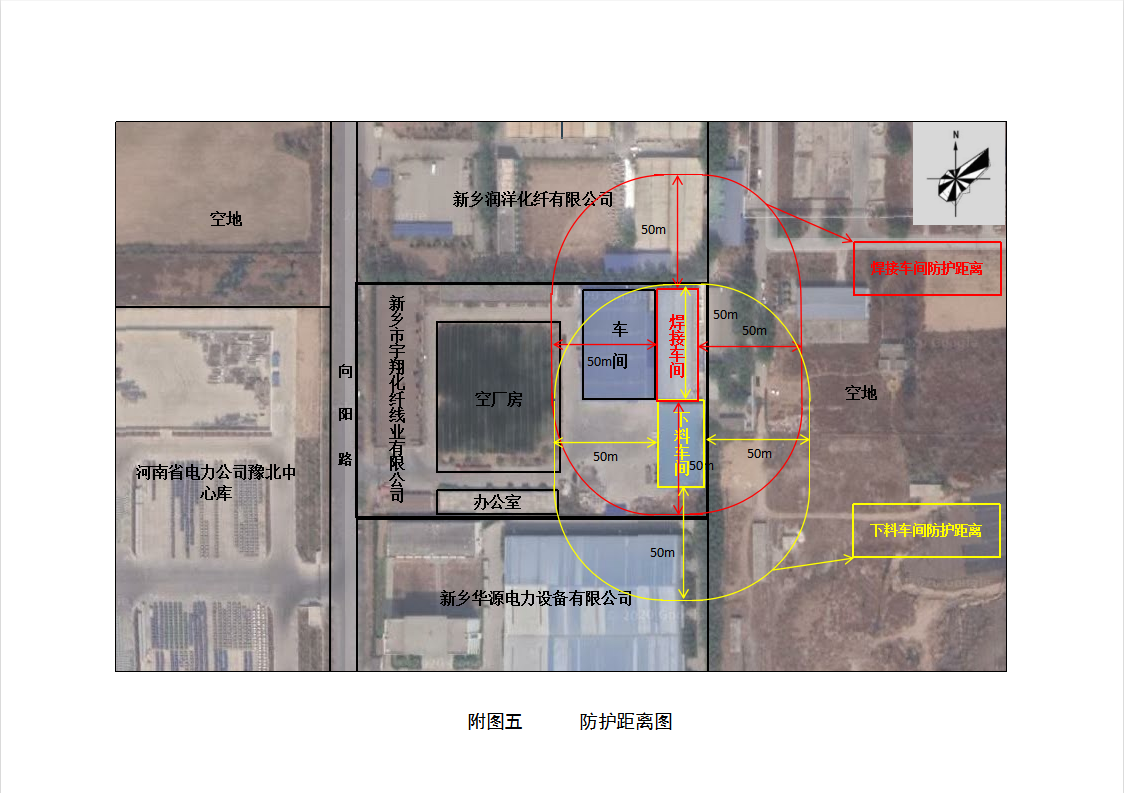 N
空地
新乡润洋化纤有限公司
50m
焊接车间防护距离
新乡市宇翔化纤线业有限公司
车间
焊接车间
50m
50m
50m
向阳路
空厂房
空地
下料车间
50m
50m
50m
河南省电力公司豫北中
心库
办公室
下料车间防护距离
50m
新乡华源电力设备有限公司
附图五 防护距离图